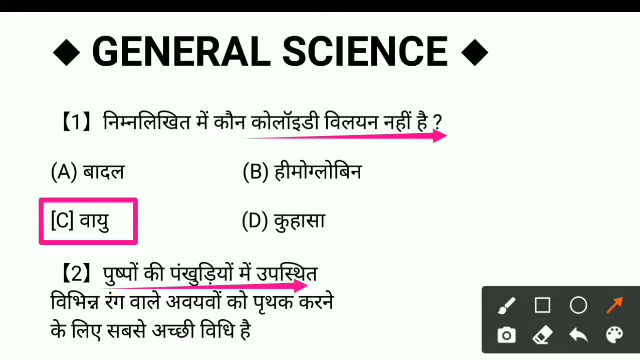 ◆ GENERAL SCIENCE ◆
【1】 निम्नलिखित में कौन कोलॉइडी विलयन नहीं है ?
(A) बादल (B) हीमोग्लोबिन
[C] वायु (D) कुहासा
【2】 पुष्पों की पंखुड़ियों में उपस्थित
विभिन्न रंग वाले अवयवों को पृथक करने
के लिए सबसे अच्छी विधि है